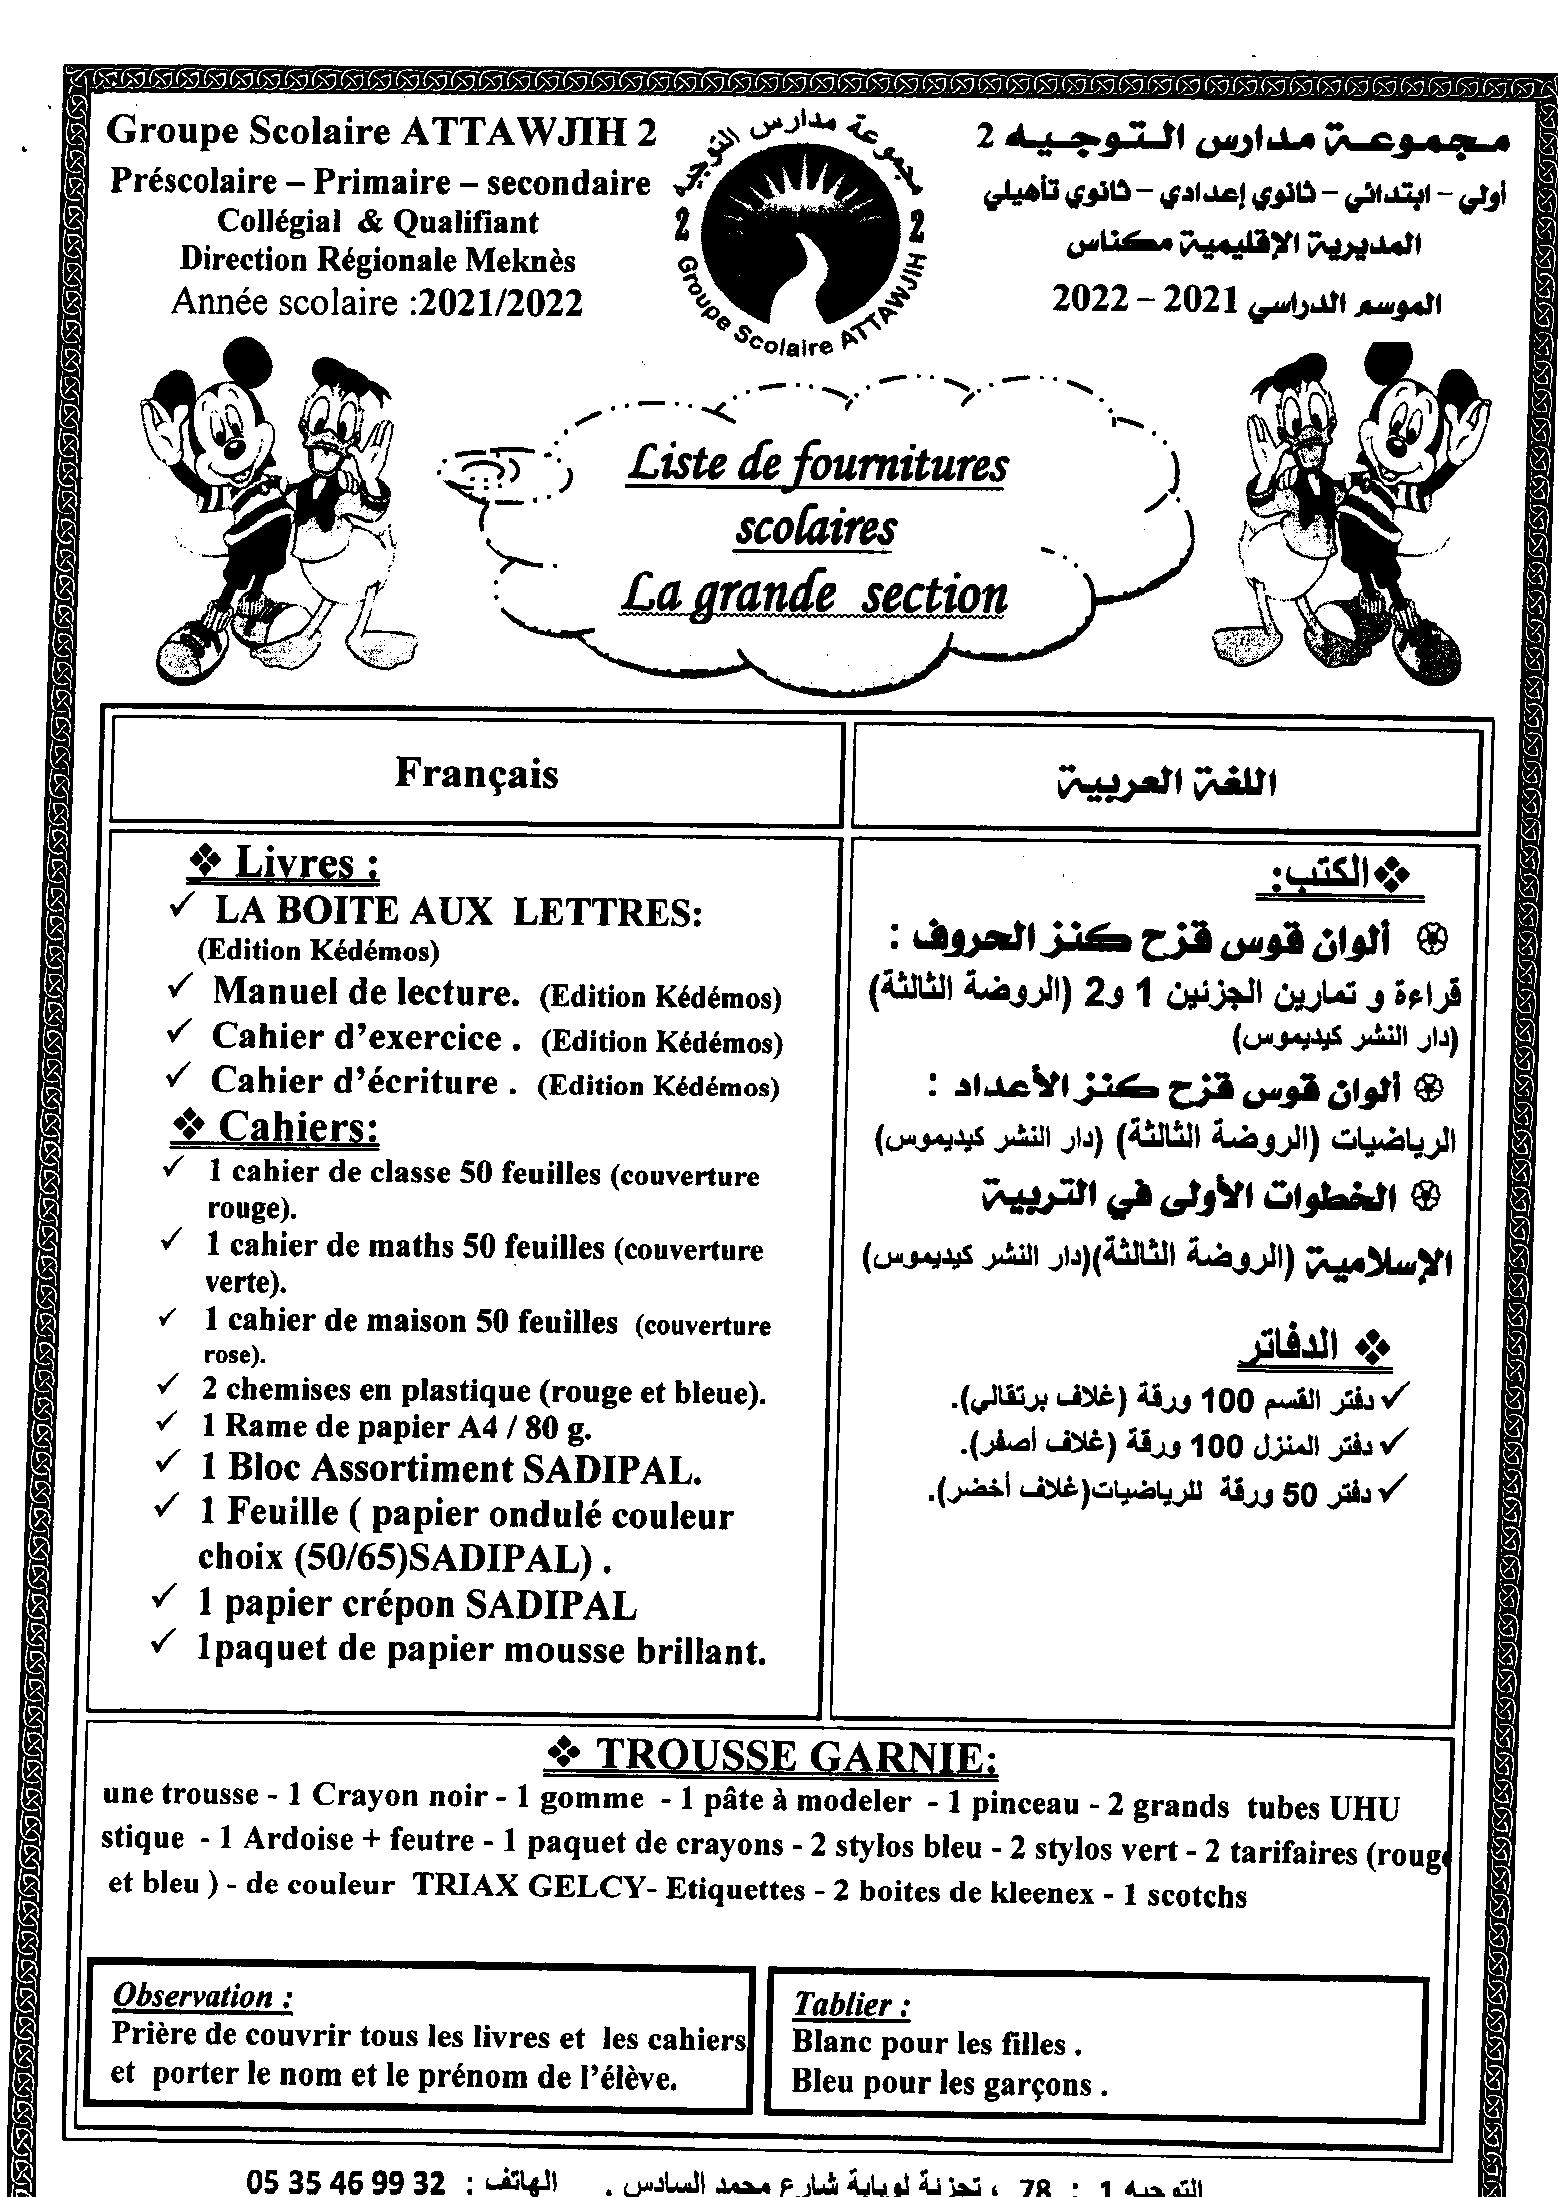 Groupe Scolaire ATTAWJIH 2
Préscolaire – Primaire – secondaire
Collégial & Qualifiant
Direction Régionale Meknès
Année scolaire :2021/2022
مجموعة مدارس التوجيه
2 2
Groupe Scolaire ATTAWJIH
مجموعة مدارس التوجيه 2
أولي – ابتدائي – ثانوي إعدادي – ثانوي تأهيلي
المديرية الإقليمية مكناس
الموسم الدراسي 2021 – 2022
Liste de fournitures
scolaires
La grande section
Français
❖ Livres :
✓ LA BOITE AUX LETTRES:
(Edition Kédémos)
✓ Manuel de lecture. (Edition Kédémos)
✓ Cahier d’exercice . (Edition Kédémos)
✓ Cahier d’écriture . (Edition Kédémos)
❖ Cahiers:
✓ 1 cahier de classe 50 feuilles (couverture
rouge).
✓ 1 cahier de maths 50 feuilles (couverture
verte).
✓ 1 cahier de maison 50 feuilles (couverture
rose).
✓ 2 chemises en plastique (rouge et bleue).
✓ 1 Rame de papier A4 / 80 g.
✓ 1 Bloc Assortiment SADIPAL.
✓ 1 Feuille ( papier ondulé couleur
choix (50/65)SADIPAL) .
✓ 1 papier crépon SADIPAL
✓ 1paquet de papier mousse brillant.
اللغة العربية
❖الكتب:
ألوان قوس قزح كنز الحروف :
قراءة و تمارين الجزئين 1 و2 (الروضة الثالثة)
(دار النشر كيديموس)
ألوان قوس قزح كنز الأعداد :
الرياضيات (الروضة الثالثة) (دار النشر كيديموس)
الخطوات الأولى في التربية
الإسلامية (الروضة الثالثة)(دار النشر كيديموس)
❖ الدفاتر
✓دفتر القسم 100 ورقة (غلاف برتقالي).
✓دفتر المنزل 100 ورقة (غلاف أصفر).
✓دفتر 50 ورقة للرياضيات(غلاف أخضر).
❖ TROUSSE GARNIE:
une trousse - 1 Crayon noir - 1 gomme - 1 pâte à modeler - 1 pinceau - 2 grands tubes UHU
stique - 1 Ardoise + feutre - 1 paquet de crayons - 2 stylos bleu - 2 stylos vert - 2 tarifaires (rouge
et bleu ) - de couleur TRIAX GELCY- Etiquettes - 2 boites de kleenex - 1 scotchs
Observation :
Prière de couvrir tous les livres et les cahiers
et porter le nom et le prénom de l’élève.
Tablier :
Blanc pour les filles .
Bleu pour les garçons .
التوجيه 1 : 78 ، تجزئة لوباية شارع محمد السادس . الهاتف : 05 35 46 99 32